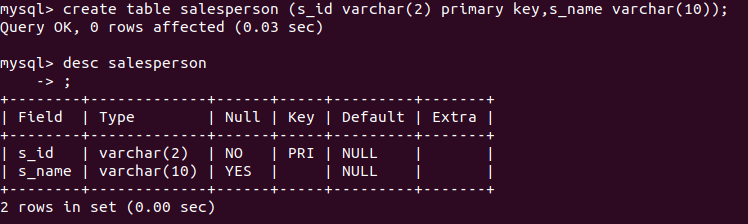 mysql> create table salesperson (s_id varchar(2) primary key,s_name varchar(10));
Query OK, 0 rows affected (0.03 sec)

mysql> desc salesperson
    -> ;
+--------+-------------+------+-----+---------+-------+
| Field  | Type        | Null | Key | Default | Extra |
+--------+-------------+------+-----+---------+-------+
| s_id   | varchar(2)  | NO   | PRI | NULL    |       |
| s_name | varchar(10) | YES  |     | NULL    |       |
+--------+-------------+------+-----+---------+-------+
2 rows in set (0.00 sec)